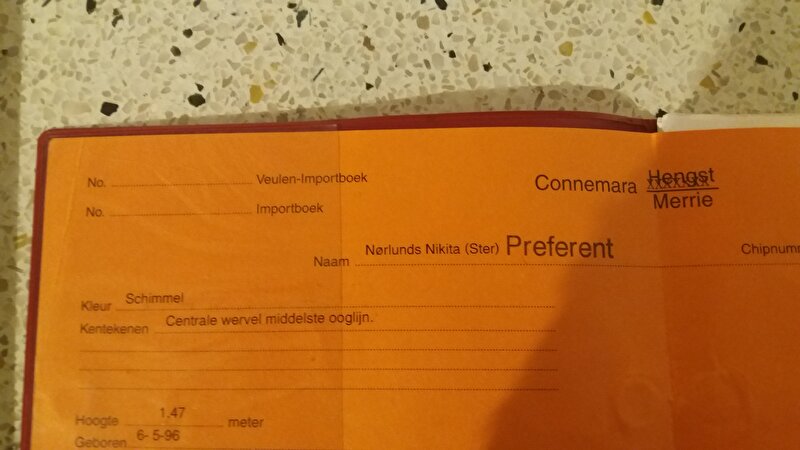 No. Veulen-Importboek
No. Importboek
Connemara Hengst
Merrie
Naam Nørlunds Nikita (Ster) Preferent Chipnumm
Kleur Schimmel
Kentekenen Centrale wervel middelste ooglijn.
Hoogte 1,47 meter
Geboren 6- 5-96